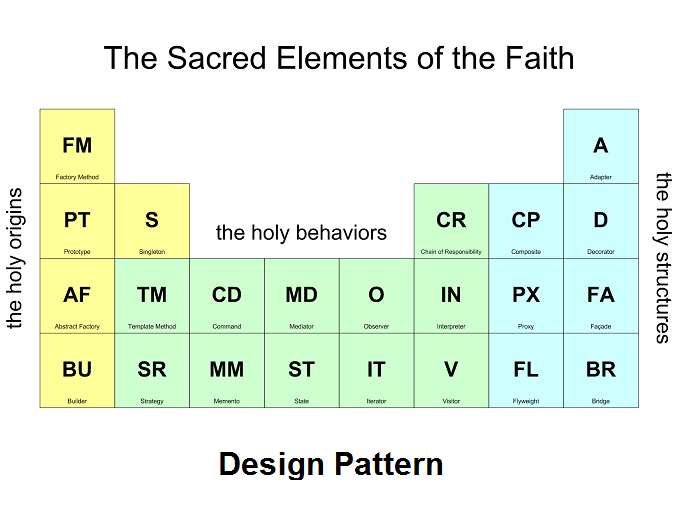 The Sacred Elements of the Faith
FM
A
Factory Method
Adapter
the holy origins
the holy structures
PT
S
the holy behaviors
CR
CP
D
Prototype
Singleton
Chain of Responsibility
Composite
Decorator
AF
TM
CD
MD
O
IN
PX
FA
Abstract Factory
Template Method
Command
Mediator
Observer
Interpreter
Proxy
Façade
BU
SR
MM
ST
IT
V
FL
BR
Builder
Strategy
Memento
State
Iterator
Visitor
Flyweight
Bridge
Design Pattern